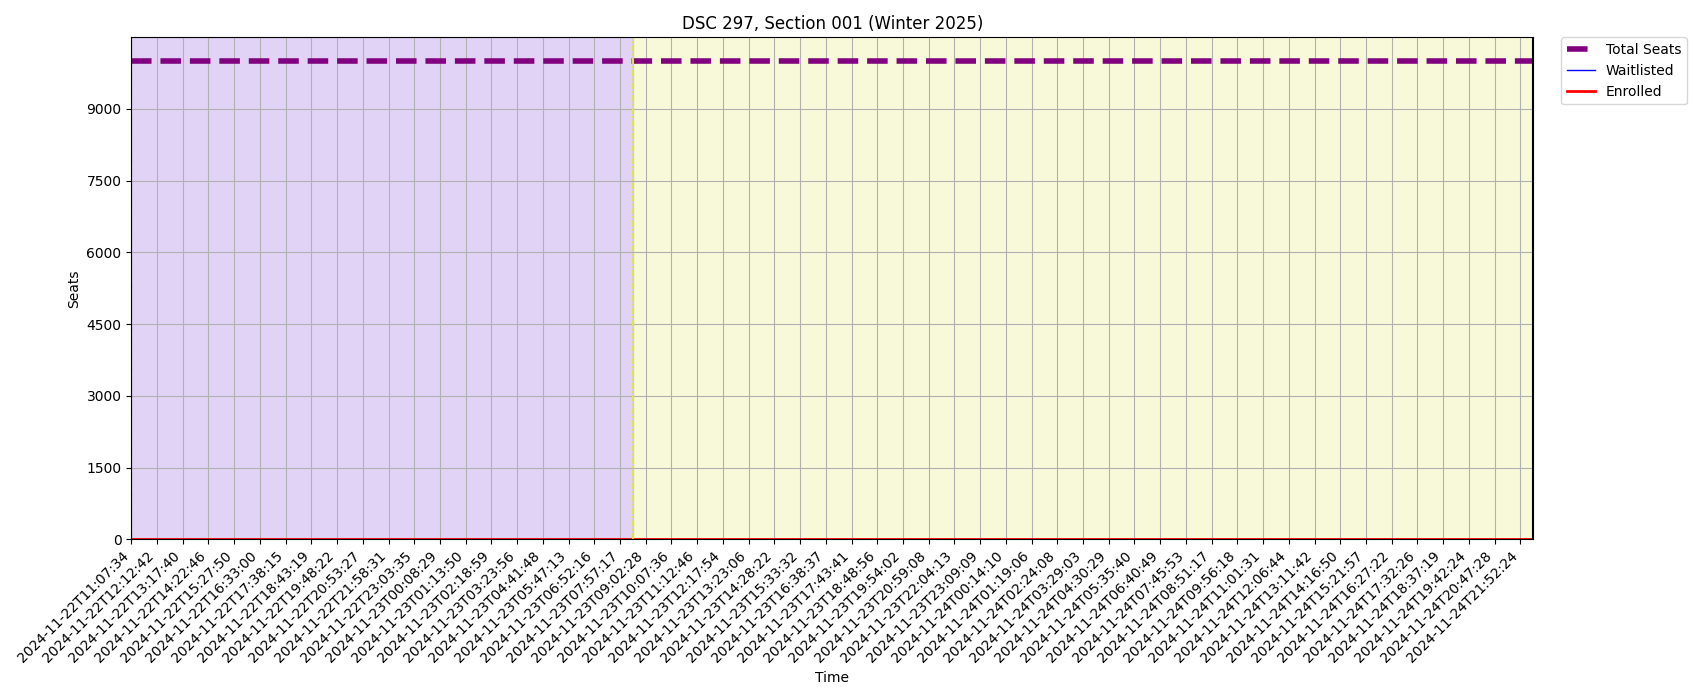 DSC 297, Section 001 (Winter 2025)
Total Seats
Waitlisted
Enrolled
Seats
9000
7500
6000
4500
3000
1500
0
2024-11-22T11:07:34
2024-11-22T12:12:42
2024-11-22T13:17:40
2024-11-22T14:22:46
2024-11-22T15:27:50
2024-11-22T16:33:00
2024-11-22T17:38:15
2024-11-22T18:43:19
2024-11-22T19:48:22
2024-11-22T20:53:27
2024-11-22T21:58:31
2024-11-22T23:03:35
2024-11-23T00:08:29
2024-11-23T01:13:50
2024-11-23T02:18:59
2024-11-23T03:23:56
2024-11-23T04:41:48
2024-11-23T05:47:13
2024-11-23T06:52:16
2024-11-23T07:57:17
2024-11-23T09:02:28
2024-11-23T10:07:36
2024-11-23T11:12:46
2024-11-23T12:17:54
2024-11-23T13:23:06
2024-11-23T14:28:22
2024-11-23T15:33:32
2024-11-23T16:38:37
2024-11-23T17:43:41
2024-11-23T18:48:56
2024-11-23T19:54:02
2024-11-23T20:59:08
2024-11-23T22:04:13
2024-11-23T23:09:09
2024-11-24T00:14:10
2024-11-24T01:19:06
2024-11-24T02:24:08
2024-11-24T03:29:03
2024-11-24T04:30:29
2024-11-24T05:35:40
2024-11-24T06:40:49
2024-11-24T07:45:53
2024-11-24T08:51:17
2024-11-24T09:56:18
2024-11-24T11:01:31
2024-11-24T12:06:44
2024-11-24T13:11:42
2024-11-24T14:16:50
2024-11-24T15:21:57
2024-11-24T16:27:22
2024-11-24T17:32:26
2024-11-24T18:37:19
2024-11-24T19:42:24
2024-11-24T20:47:28
2024-11-24T21:52:24
Time